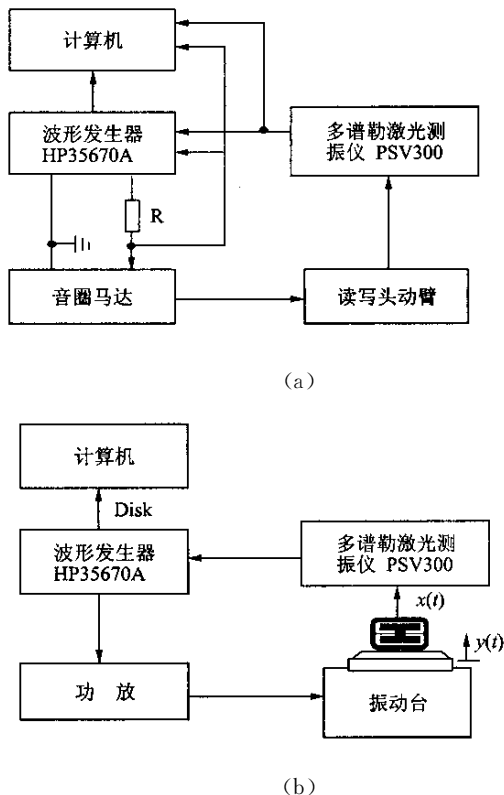 计算机
波形发生器
HP35670A
多谱勒激光测
振仪 PSV300
R
音圈马达
读写头动臂
(a)
计算机
Disk
波形发生器
HP35670A
多谱勒激光测
振仪 PSV300
x(t)
y(t)
功 放
振动台
(b)